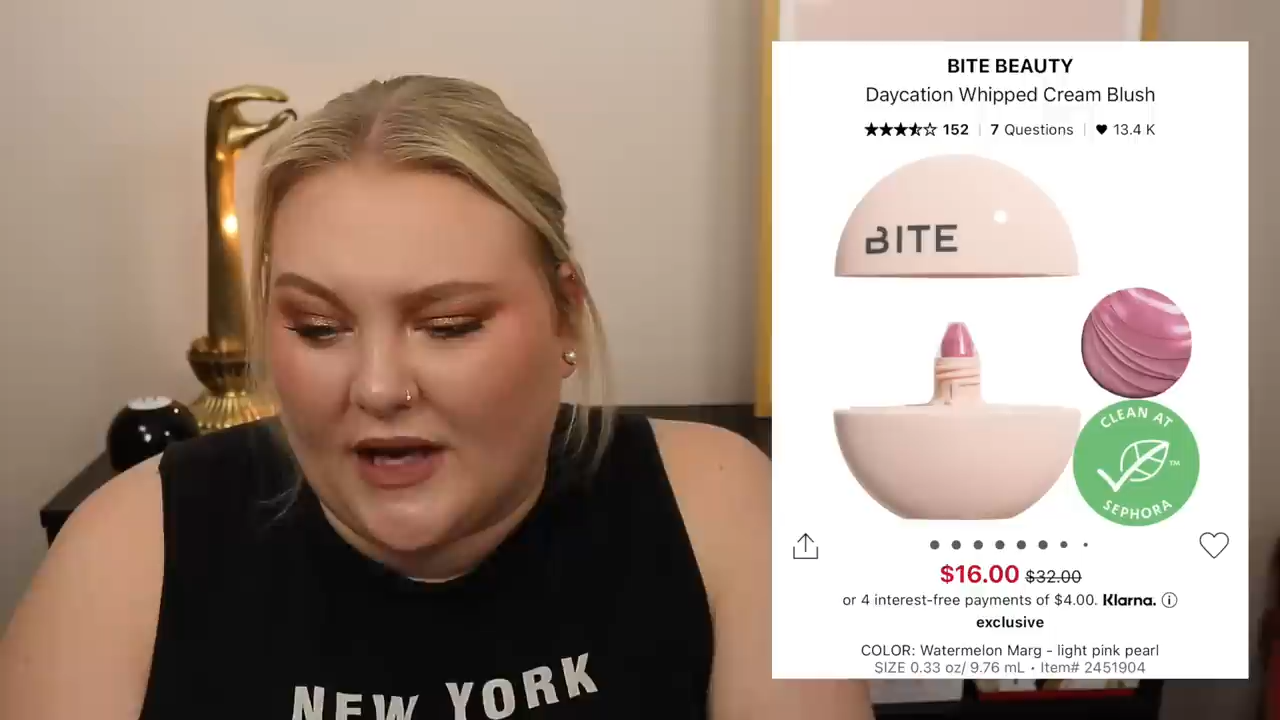 BITE BEAUTY
Daycation Whipped Cream Blush
152 | 7 Questions | ♥ 13.4 K
BITE
CLEAN AT
SEPHORA
$16.00 $32.00
or 4 interest-free payments of $4.00. Klarna.
exclusive
COLOR: Watermelon Marg - light pink pearl
SIZE 0.33 oz/ 9.76 mL • Item# 2451904
NEW YORK